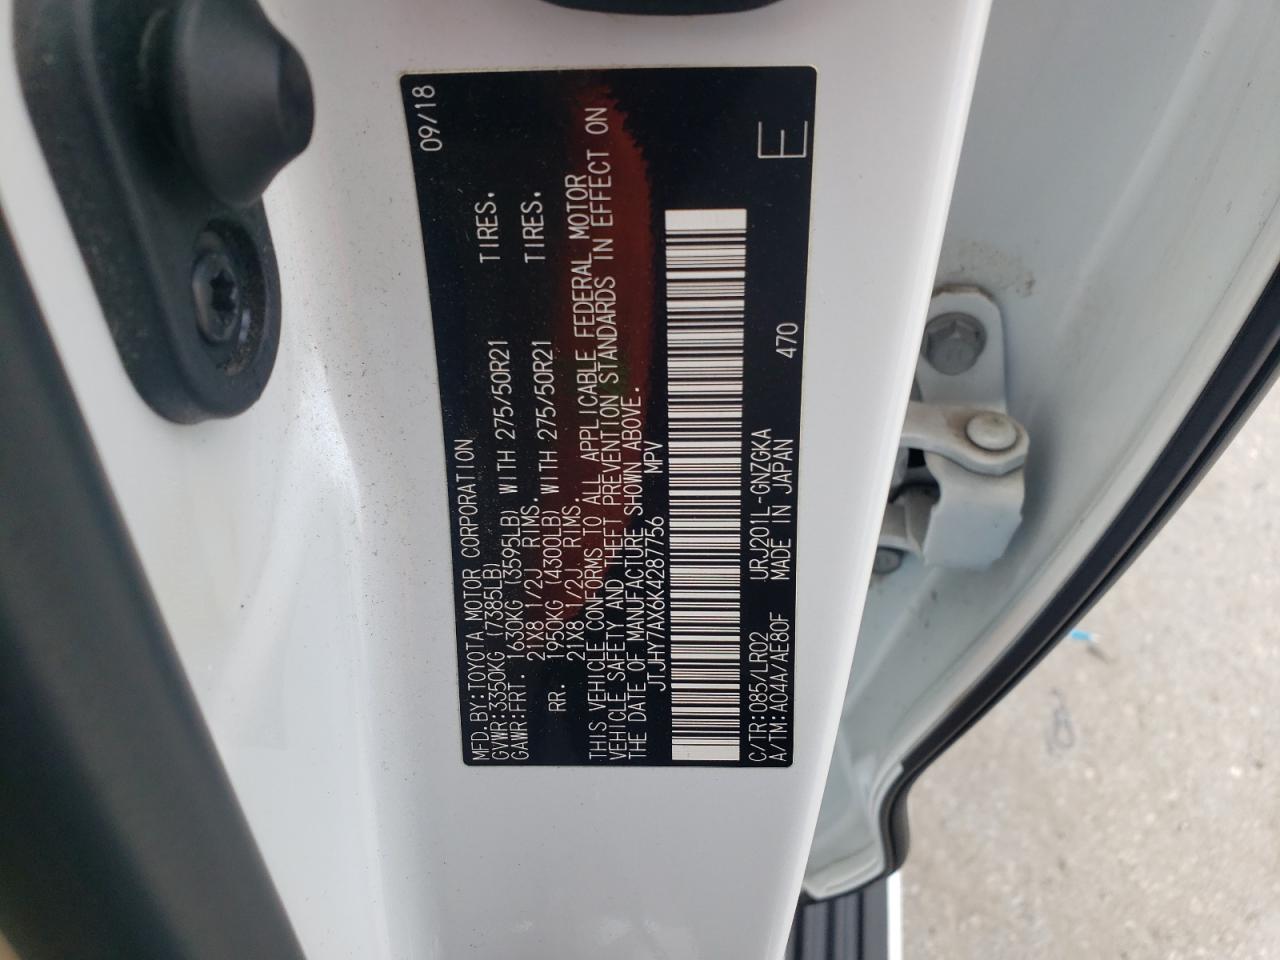 MFD.BY:TOYOTA MOTOR CORPORATION 09/18
GVWR:3350KG (7385LB)
GAWR:FRT. 1630KG (3595LB) WITH 275/50R21 TIRES.
21X8 1/2J RIMS.
RR. 1950KG (4300LB) WITH 275/50R21 TIRES.
21X8 1/2J RIMS.
THIS VEHICLE CONFORMS TO ALL APPLICABLE FEDERAL MOTOR
VEHICLE SAFETY AND THEFT PREVENTION STANDARDS IN EFFECT ON
THE DATE OF MANUFACTURE SHOWN ABOVE.
JTJHY7AX6K4287756 MPV
C/TR:085/LR02 URJ201L-GNZGKA 470 E
A/TM:A04A/AE80F MADE IN JAPAN